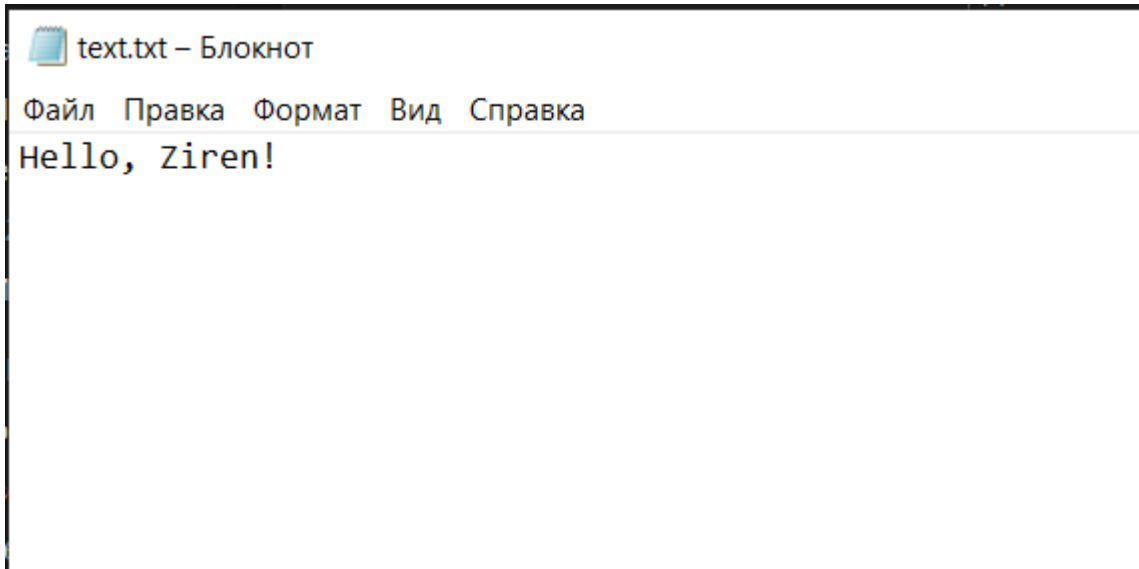 text.txt – Блокнот
Файл Правка Формат Вид Справка
Hello, Ziren!